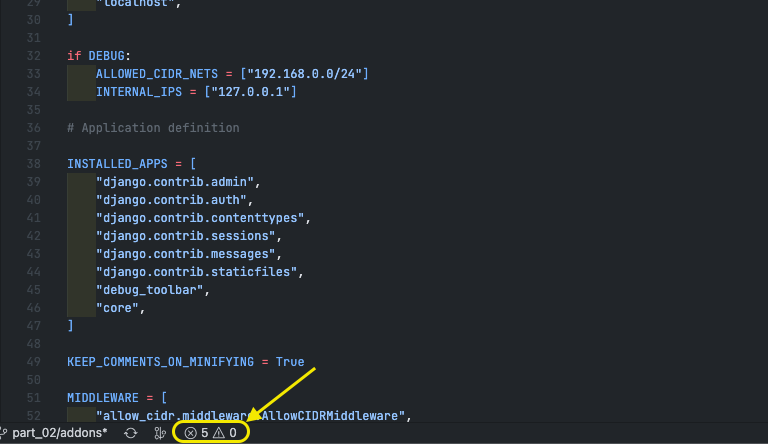 29 "localhost",
30 ]
31
32 if DEBUG:
33 ALLOWED_CIDR_NETS = ["192.168.0.0/24"]
34 INTERNAL_IPS = ["127.0.0.1"]
35
36 # Application definition
37
38 INSTALLED_APPS = [
39 "django.contrib.admin",
40 "django.contrib.auth",
41 "django.contrib.contenttypes",
42 "django.contrib.sessions",
43 "django.contrib.messages",
44 "django.contrib.staticfiles",
45 "debug_toolbar",
46 "core",
47 ]
48
49 KEEP_COMMENTS_ON_MINIFYING = True
50
51 MIDDLEWARE = [
52 "allow_cidr.middleware.AllowCIDRMiddleware",
part_02/addons* 5 0